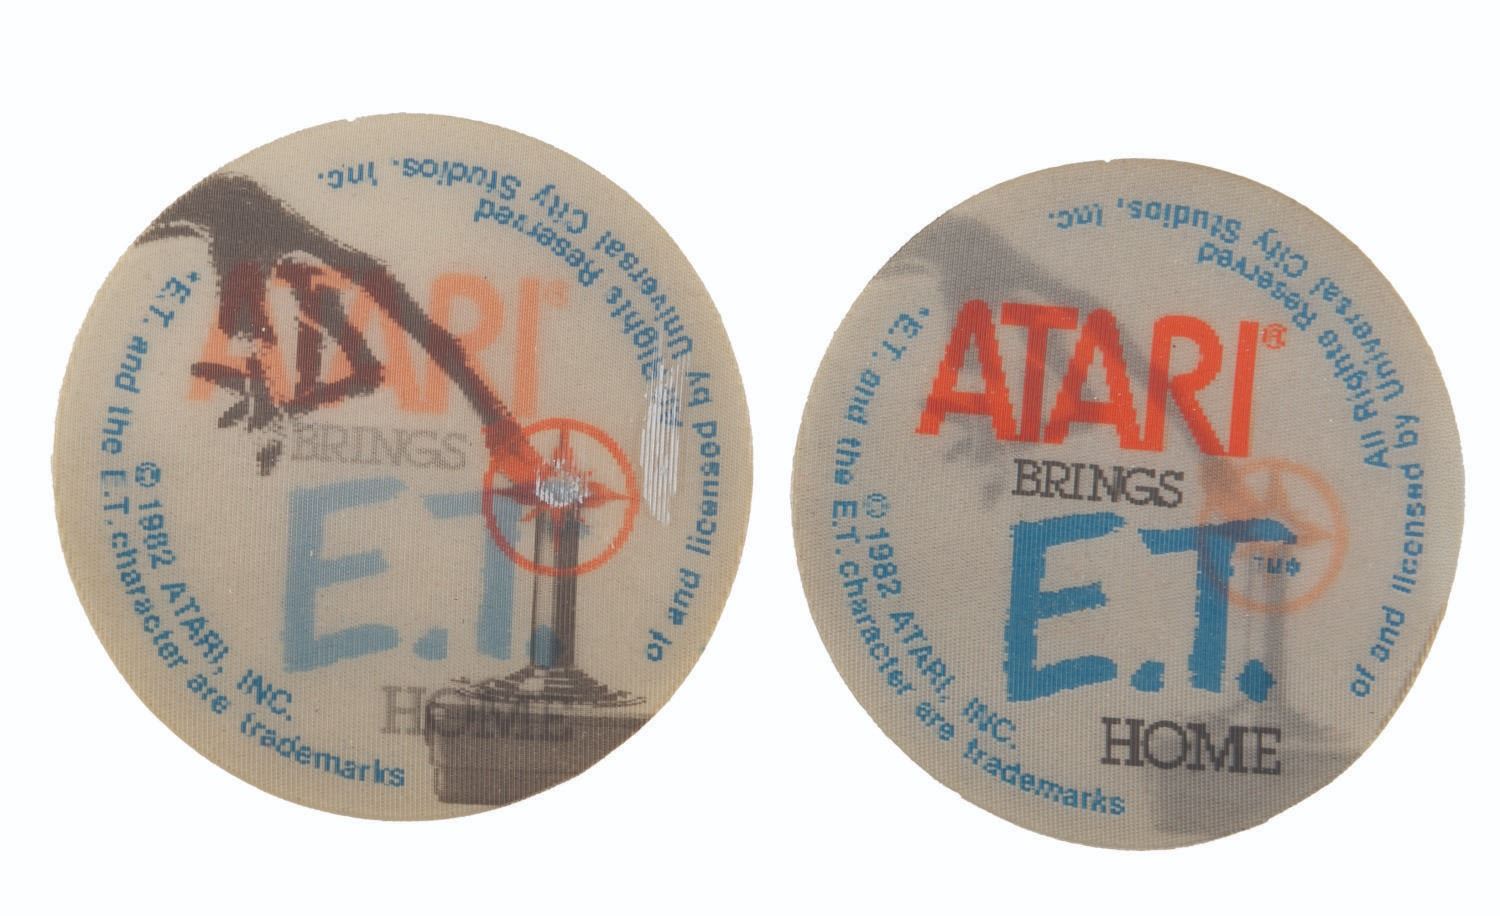 ATARI®
BRINGS
E.T.
HOME
*E.T. and the E.T. character are trademarks
of and licensed by Universal City Studios, Inc.
All Rights Reserved
© 1982 ATARI, INC.
ATARI®
BRINGS
E.T.™*
HOME
*E.T. and the E.T. character are trademarks
of and licensed by Universal City Studios, Inc.
All Rights Reserved
© 1982 ATARI, INC.